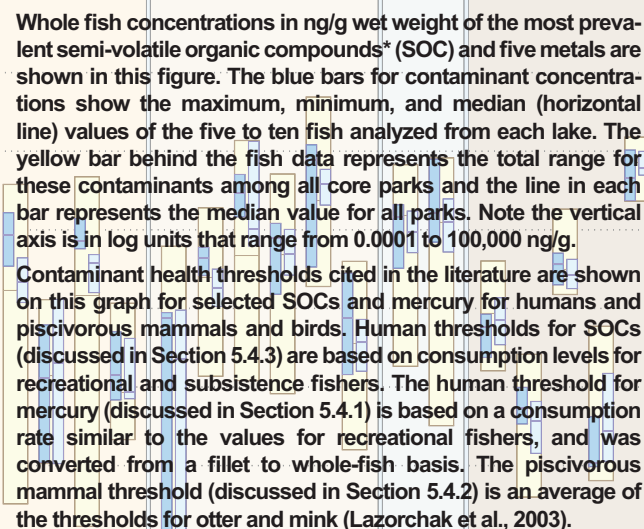 Whole fish concentrations in ng/g wet weight of the most preva-
lent semi-volatile organic compounds* (SOC) and five metals are
shown in this figure. The blue bars for contaminant concentra-
tions show the maximum, minimum, and median (horizontal
line) values of the five to ten fish analyzed from each lake. The
yellow bar behind the fish data represents the total range for
these contaminants among all core parks and the line in each
bar represents the median value for all parks. Note the vertical
axis is in log units that range from 0.0001 to 100,000 ng/g.
Contaminant health thresholds cited in the literature are shown
on this graph for selected SOCs and mercury for humans and
piscivorous mammals and birds. Human thresholds for SOCs
(discussed in Section 5.4.3) are based on consumption levels for
recreational and subsistence fishers. The human threshold for
mercury (discussed in Section 5.4.1) is based on a consumption
rate similar to the values for recreational fishers, and was
converted from a fillet to whole-fish basis. The piscivorous
mammal threshold (discussed in Section 5.4.2) is an average of
the thresholds for otter and mink (Lazorchak et al., 2003).